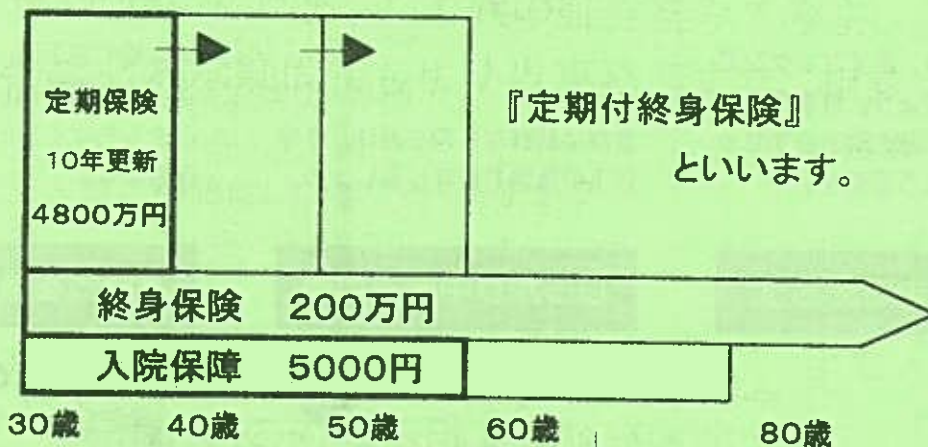 定期保険
10年更新
4800万円
『定期付終身保険』
といいます。
終身保険 200万円
入院保障 5000円
30歳 40歳 50歳 60歳 80歳